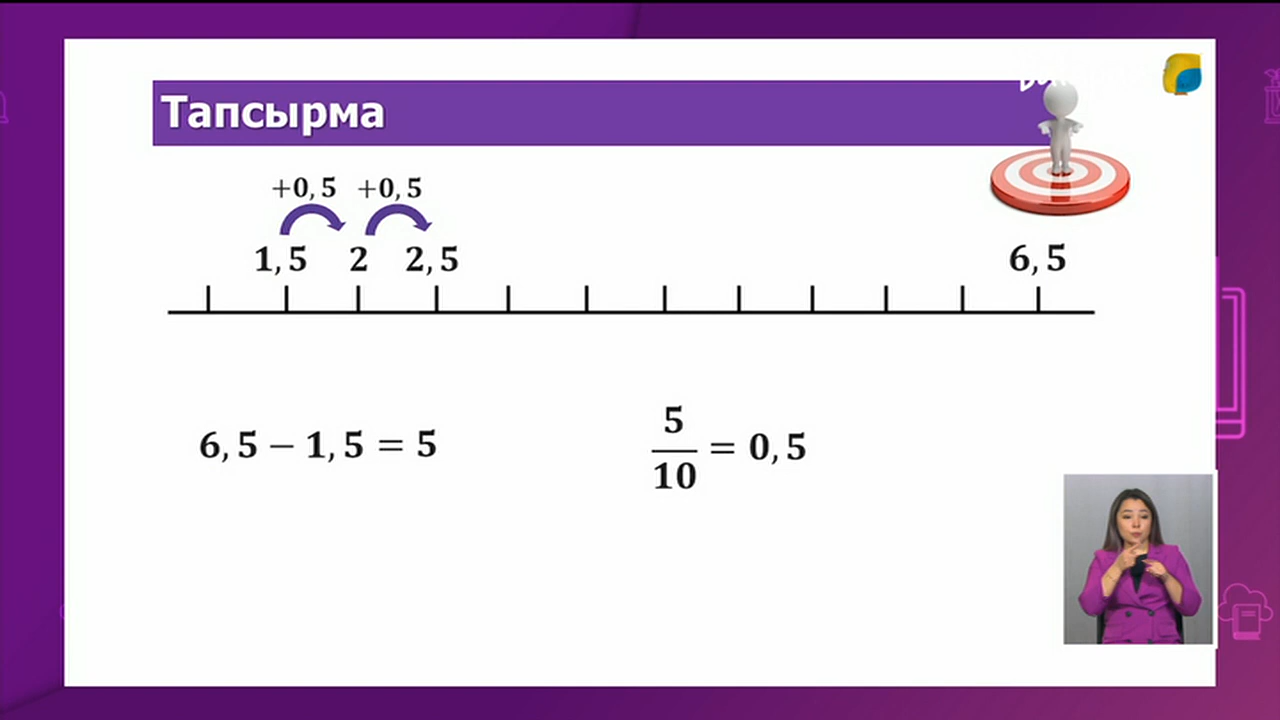 Тапсырма
+0,5 +0,5
1,5 2 2,5 6,5
6,5 − 1,5 = 5
5/10 = 0,5